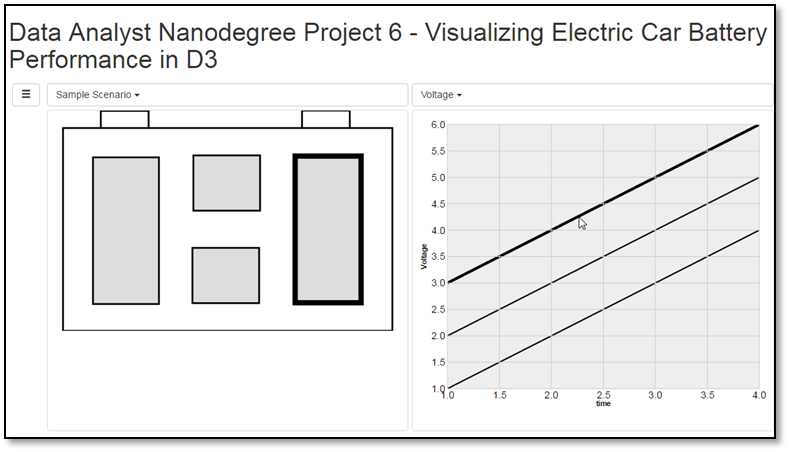 Data Analyst Nanodegree Project 6 - Visualizing Electric Car Battery
Performance in D3
Sample Scenario
Voltage
6.0
5.5
5.0
4.5
4.0
3.5
3.0
2.5
2.0
1.5
1.0
Voltage
1.0 1.5 2.0 2.5 3.0 3.5 4.0
time